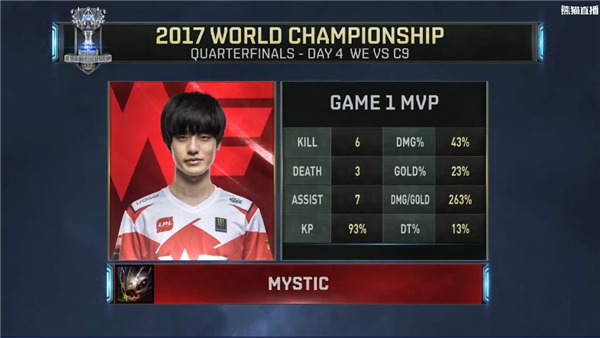 熊猫直播
2017 WORLD CHAMPIONSHIP
QUARTERFINALS - DAY 4 WE VS C9
GAME 1 MVP
KILL 6 DMG% 43%
DEATH 3 GOLD% 23%
ASSIST 7 DMG/GOLD 263%
KP 93% DT% 13%
LPL
MYSTIC